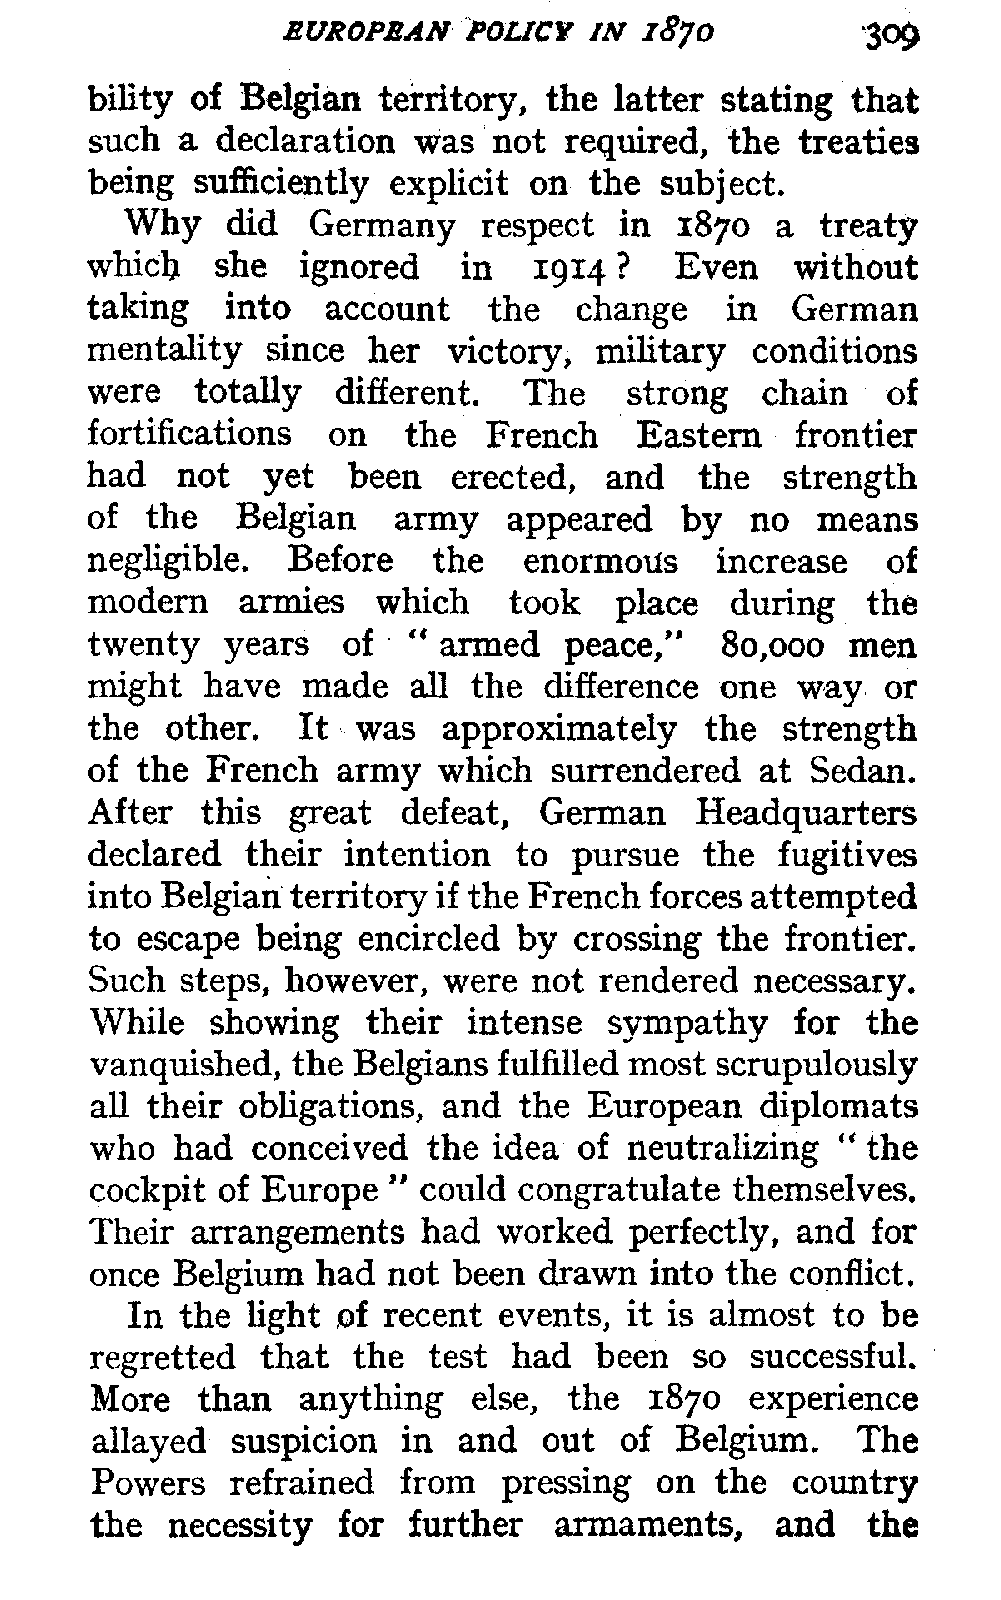 EUROPEAN POLICY IN 1870 309
bility of Belgian territory, the latter stating that
such a declaration was not required, the treaties
being sufficiently explicit on the subject.
Why did Germany respect in 1870 a treaty
which she ignored in 1914 ? Even without
taking into account the change in German
mentality since her victory, military conditions
were totally different. The strong chain of
fortifications on the French Eastern frontier
had not yet been erected, and the strength
of the Belgian army appeared by no means
negligible. Before the enormous increase of
modern armies which took place during the
twenty years of “ armed peace,” 80,000 men
might have made all the difference one way or
the other. It was approximately the strength
of the French army which surrendered at Sedan.
After this great defeat, German Headquarters
declared their intention to pursue the fugitives
into Belgian territory if the French forces attempted
to escape being encircled by crossing the frontier.
Such steps, however, were not rendered necessary.
While showing their intense sympathy for the
vanquished, the Belgians fulfilled most scrupulously
all their obligations, and the European diplomats
who had conceived the idea of neutralizing “ the
cockpit of Europe ” could congratulate themselves.
Their arrangements had worked perfectly, and for
once Belgium had not been drawn into the conflict.
In the light of recent events, it is almost to be
regretted that the test had been so successful.
More than anything else, the 1870 experience
allayed suspicion in and out of Belgium. The
Powers refrained from pressing on the country
the necessity for further armaments, and the